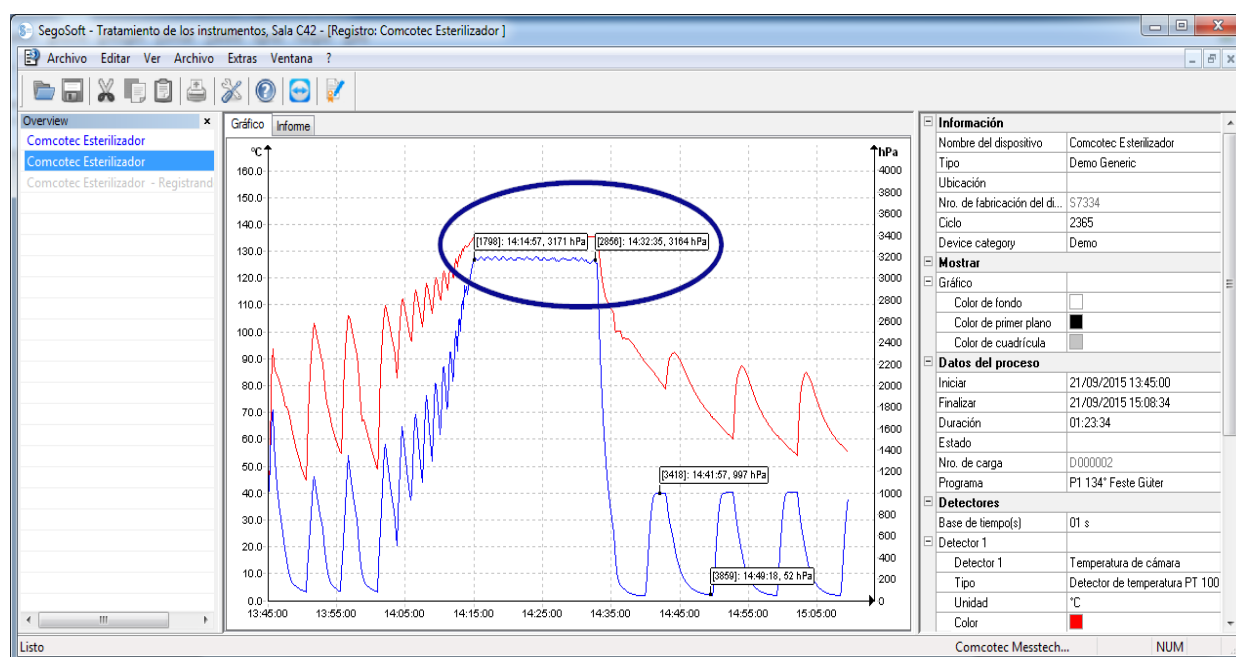 SegoSoft - Tratamiento de los instrumentos, Sala C42 - [Registro: Comcotec Esterilizador ]
Archivo Editar Ver Archivo Extras Ventana ?
Overview x
Comcotec Esterilizador
Comcotec Esterilizador
Comcotec Esterilizador - Registrand
Gráfico Informe
°C hPa
160.0
150.0
140.0
130.0
120.0
110.0
100.0
90.0
80.0
70.0
60.0
50.0
40.0
30.0
20.0
10.0
0.0
4000
3800
3600
3400
3200
3000
2800
2600
2400
2200
2000
1800
1600
1400
1200
1000
800
600
400
200
0
[1798]: 14:14:57, 3171 hPa
[2856]: 14:32:35, 3164 hPa
[3418]: 14:41:57, 997 hPa
[3859]: 14:49:18, 52 hPa
13:45:00 13:55:00 14:05:00 14:15:00 14:25:00 14:35:00 14:45:00 14:55:00 15:05:00
Información
Nombre del dispositivo Comcotec Esterilizador
Tipo Demo Generic
Ubicación
Nro. de fabricación del di... S7334
Ciclo 2365
Device category Demo
Mostrar
Gráfico
Color de fondo
Color de primer plano
Color de cuadrícula
Datos del proceso
Iniciar 21/09/2015 13:45:00
Finalizar 21/09/2015 15:08:34
Duración 01:23:34
Estado
Nro. de carga D000002
Programa P1 134° Feste Güter
Detectores
Base de tiempo(s) 01 s
Detector 1
Detector 1 Temperatura de cámara
Tipo Detector de temperatura PT 100
Unidad °C
Color
Listo Comcotec Messtech... NUM